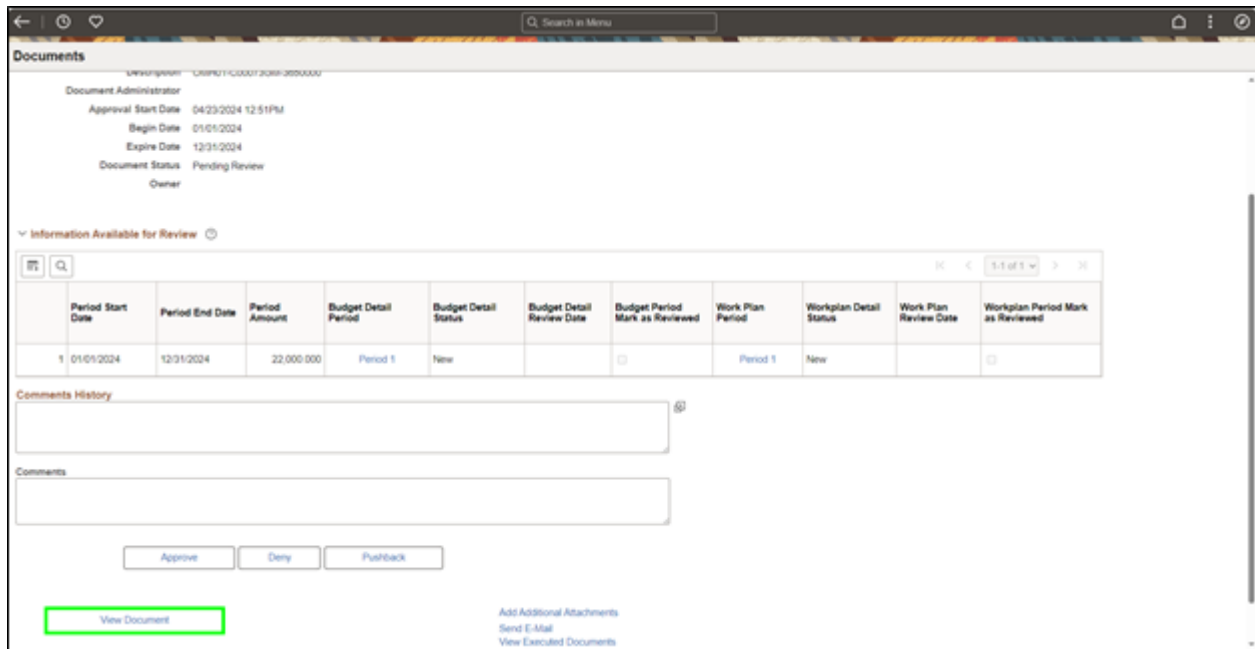 Search in Menu
Documents
Description
Document Administrator
Approval Start Date 04/23/2024 12:51PM
Begin Date 01/01/2024
Expire Date 12/31/2024
Document Status Pending Review
Owner
Information Available for Review
1-1 of 1
Period Start Date Period End Date Period Amount Budget Detail Period Budget Detail Status Budget Detail Review Date Budget Period Mark as Reviewed Work Plan Period Workplan Detail Status Work Plan Review Date Workplan Period Mark as Reviewed
1 01/01/2024 12/31/2024 22,000.000 Period 1 New Period 1 New
Comments History
Comments
Approve Deny Pushback
View Document Add Additional Attachments
Send E-Mail
View Executed Documents